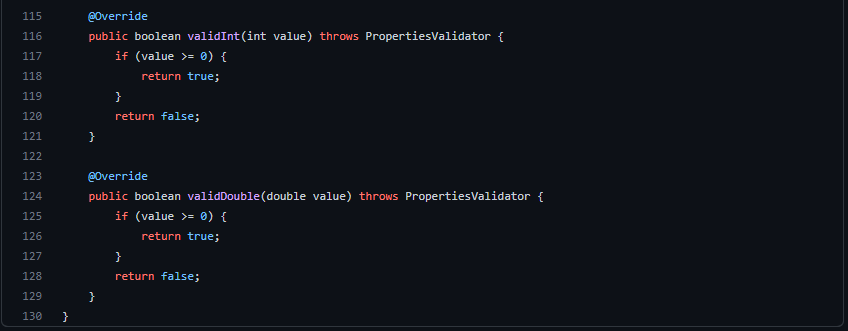 115 @Override
116 public boolean validInt(int value) throws PropertiesValidator {
117 if (value >= 0) {
118 return true;
119 }
120 return false;
121 }
122
123 @Override
124 public boolean validDouble(double value) throws PropertiesValidator {
125 if (value >= 0) {
126 return true;
127 }
128 return false;
129 }
130 }